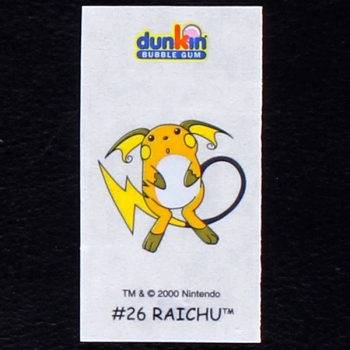 dunkin
BUBBLE GUM
TM & © 2000 Nintendo
#26 RAICHU™